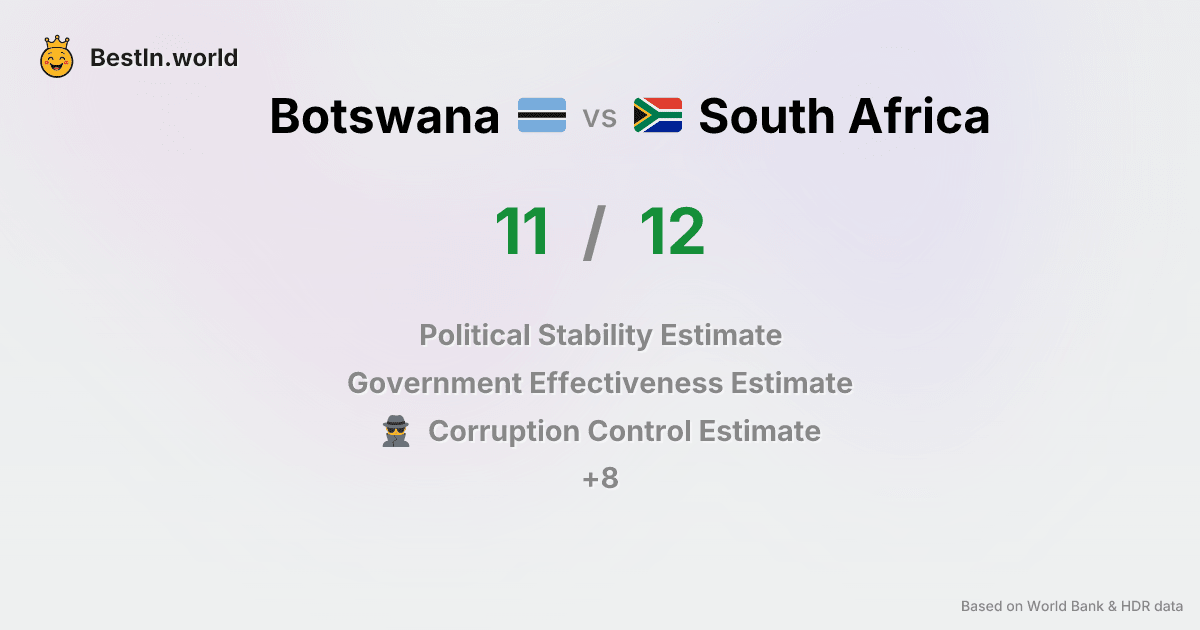 BestIn.world
Botswana vs South Africa
11 / 12
Political Stability Estimate
Government Effectiveness Estimate
Corruption Control Estimate
+8
Based on World Bank & HDR data